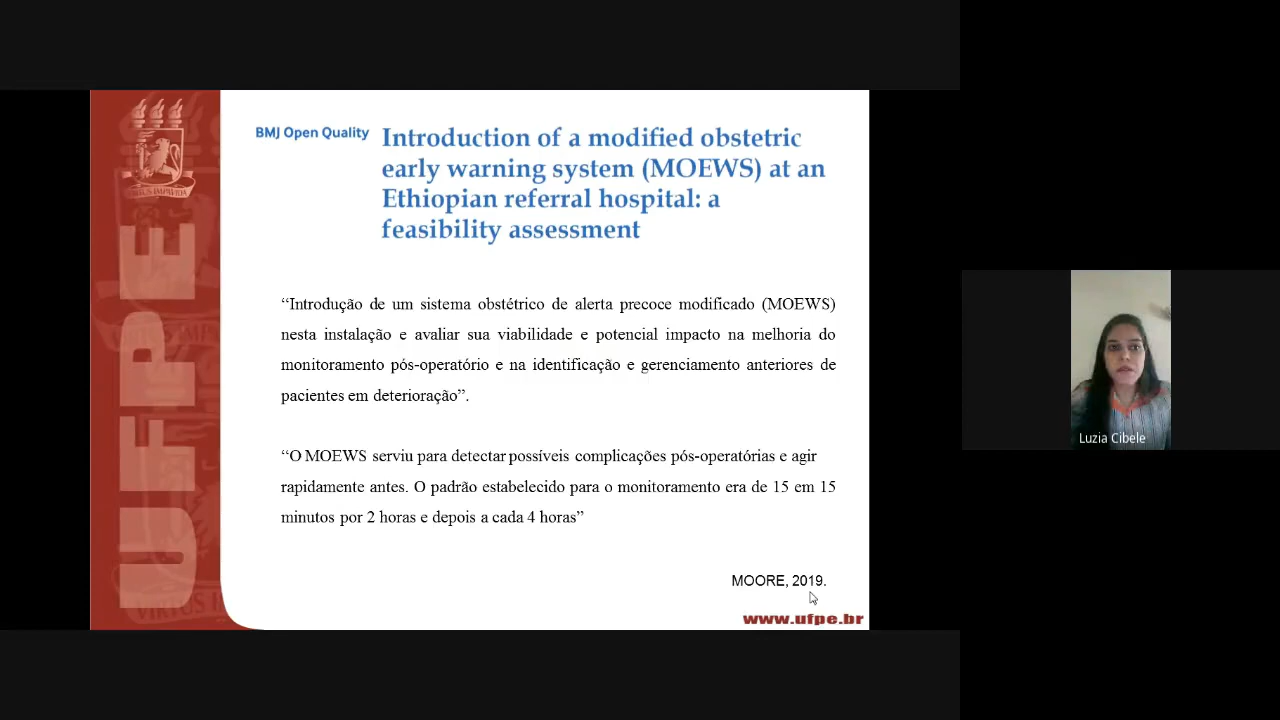 BMJ Open Quality
Introduction of a modified obstetric
early warning system (MOEWS) at an
Ethiopian referral hospital: a
feasibility assessment
“Introdução de um sistema obstétrico de alerta precoce modificado (MOEWS)
nesta instalação e avaliar sua viabilidade e potencial impacto na melhoria do
monitoramento pós-operatório e na identificação e gerenciamento anteriores de
pacientes em deterioração”.
“O MOEWS serviu para detectar possíveis complicações pós-operatórias e agir
rapidamente antes. O padrão estabelecido para o monitoramento era de 15 em 15
minutos por 2 horas e depois a cada 4 horas”
MOORE, 2019.
www.ufpe.br
UFPE
VIRTUS IMPAVIDA
Luzia Cibele